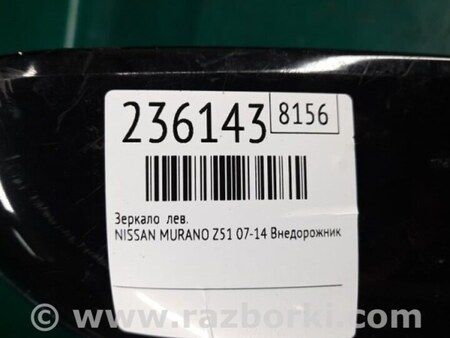 236143 8156
Зеркало лев.
NISSAN MURANO Z51 07-14 Внедорожник
www.razborki.com